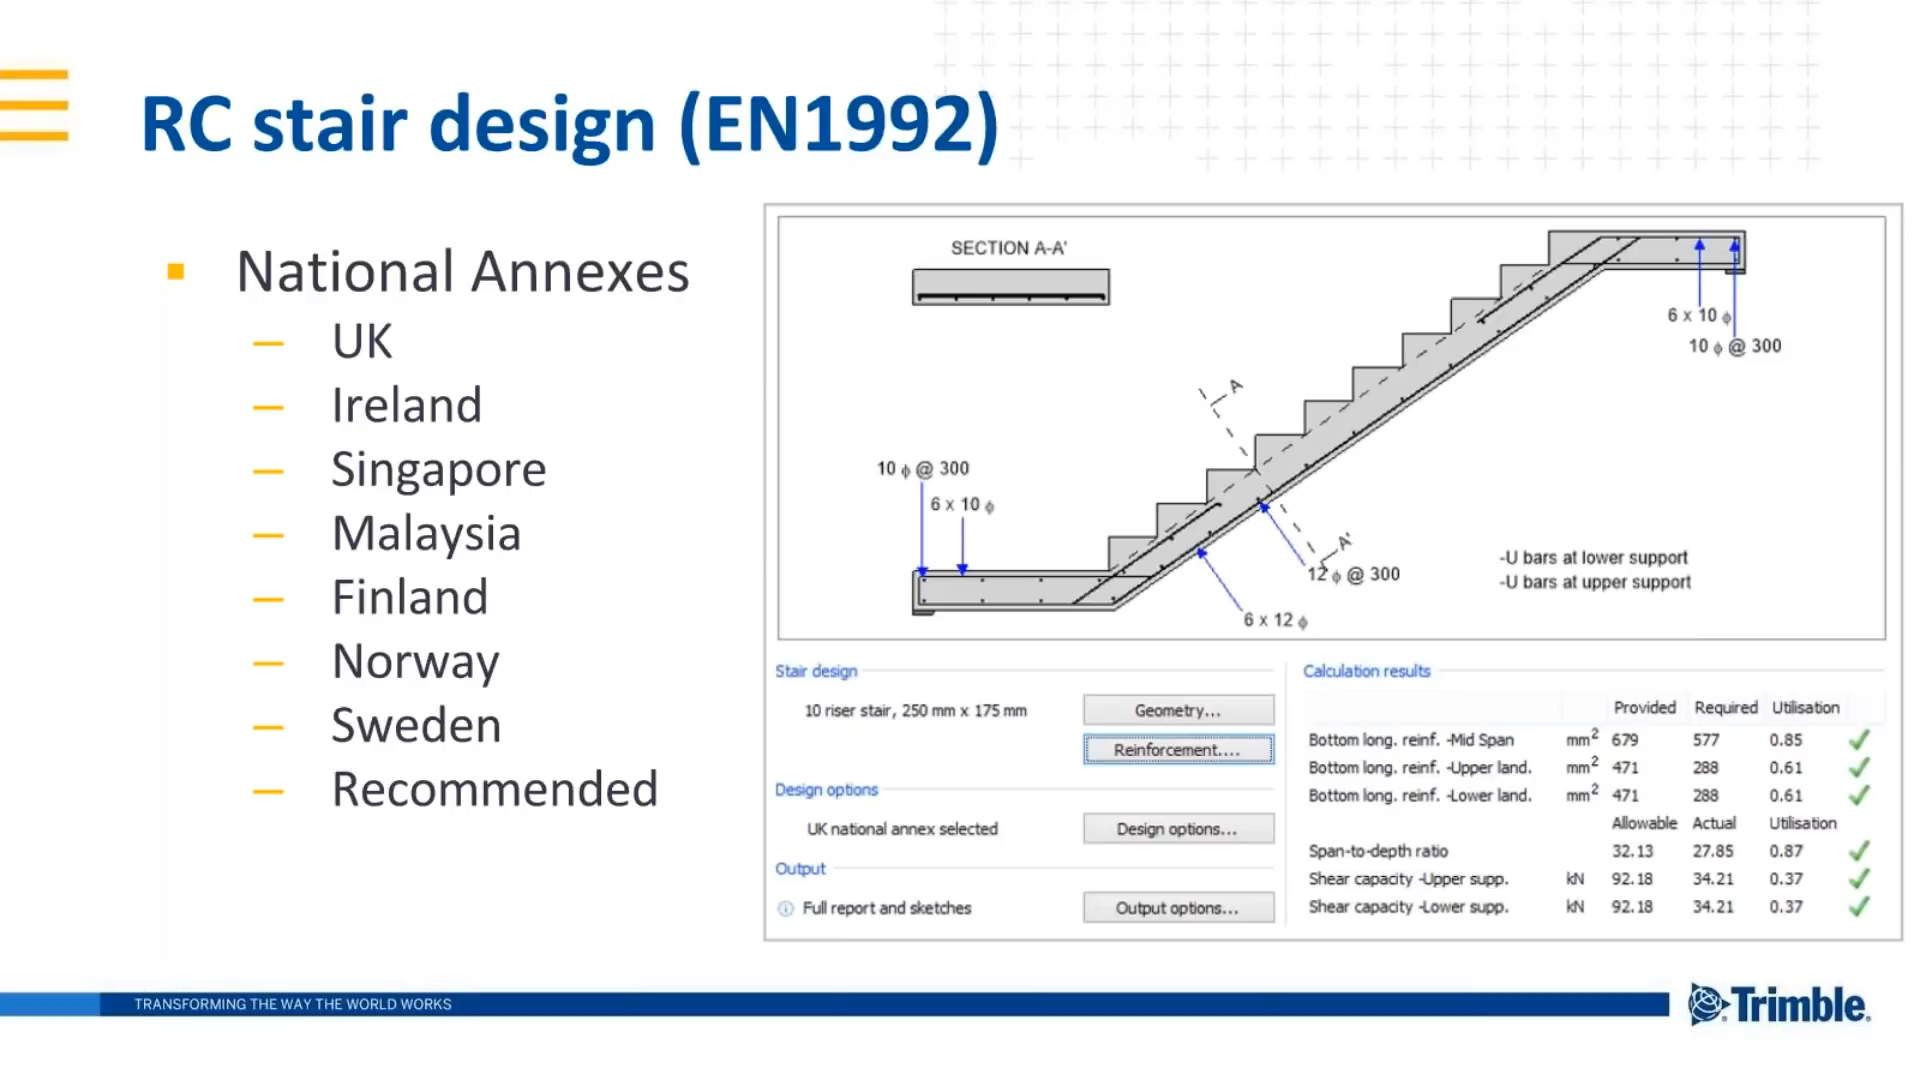 RC stair design (EN1992)
▪ National Annexes
– UK
– Ireland
– Singapore
– Malaysia
– Finland
– Norway
– Sweden
– Recommended
SECTION A-A'
6 x 10 ϕ
10 ϕ @ 300
A
10 ϕ @ 300
6 x 10 ϕ
A'
12 ϕ @ 300
6 x 12 ϕ
-U bars at lower support
-U bars at upper support
Stair design
10 riser stair, 250 mm x 175 mm
Geometry...
Reinforcement....
Design options
UK national annex selected
Design options...
Output
Full report and sketches
Output options...
Calculation results
Provided Required Utilisation
Bottom long. reinf. -Mid Span mm² 679 577 0.85
Bottom long. reinf. -Upper land. mm² 471 288 0.61
Bottom long. reinf. -Lower land. mm² 471 288 0.61
Allowable Actual Utilisation
Span-to-depth ratio 32.13 27.85 0.87
Shear capacity -Upper supp. kN 92.18 34.21 0.37
Shear capacity -Lower supp. kN 92.18 34.21 0.37
TRANSFORMING THE WAY THE WORLD WORKS
Trimble